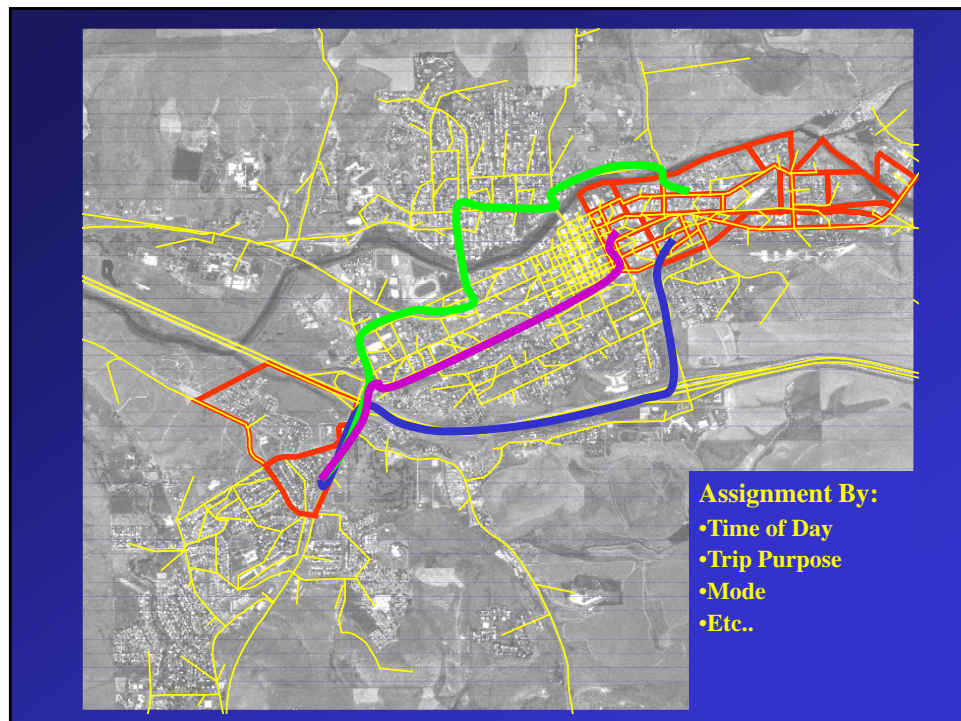 Assignment By:
•Time of Day
•Trip Purpose
•Mode
•Etc..